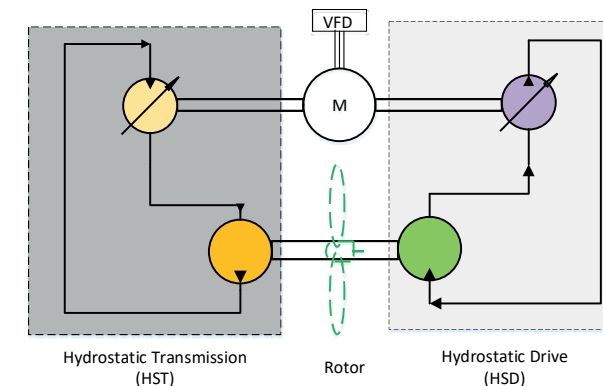 VFD
M
Hydrostatic Transmission
(HST)
Rotor
Hydrostatic Drive
(HSD)